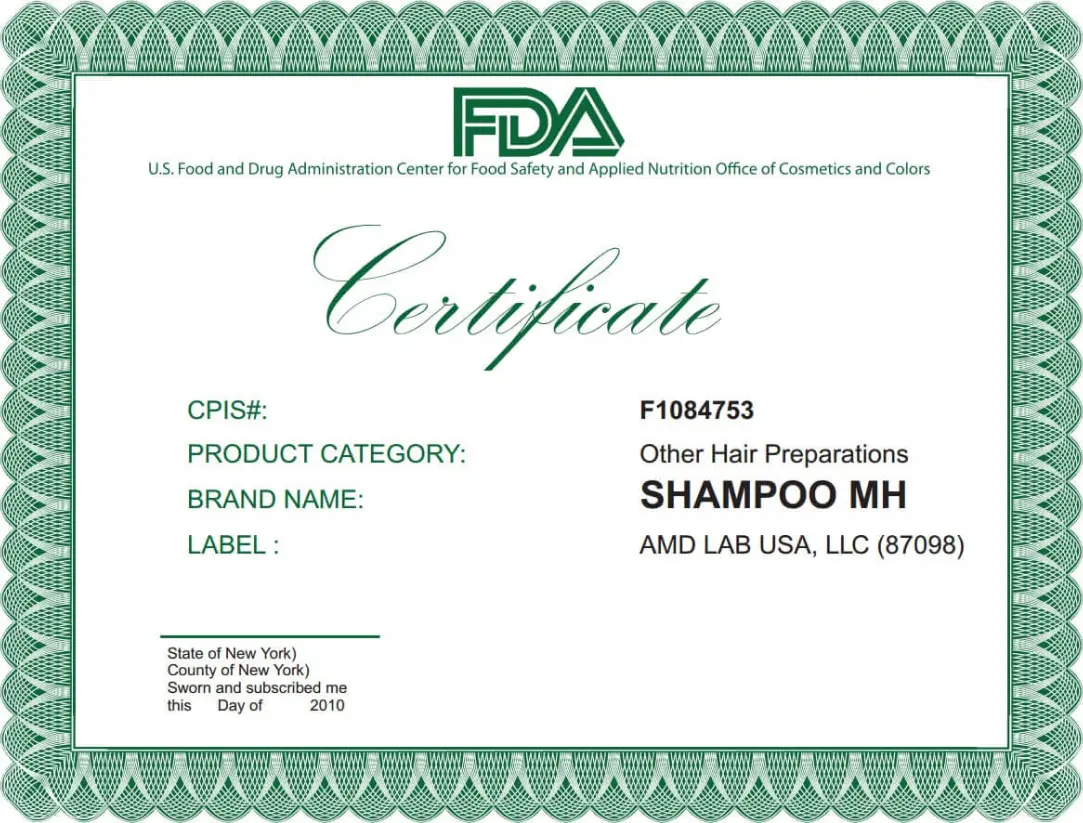 FDA
U.S. Food and Drug Administration Center for Food Safety and Applied Nutrition Office of Cosmetics and Colors
Certificate
CPIS#: F1084753
PRODUCT CATEGORY: Other Hair Preparations
BRAND NAME: SHAMPOO MH
LABEL : AMD LAB USA, LLC (87098)
State of New York)
County of New York)
Sworn and subscribed me
this Day of 2010